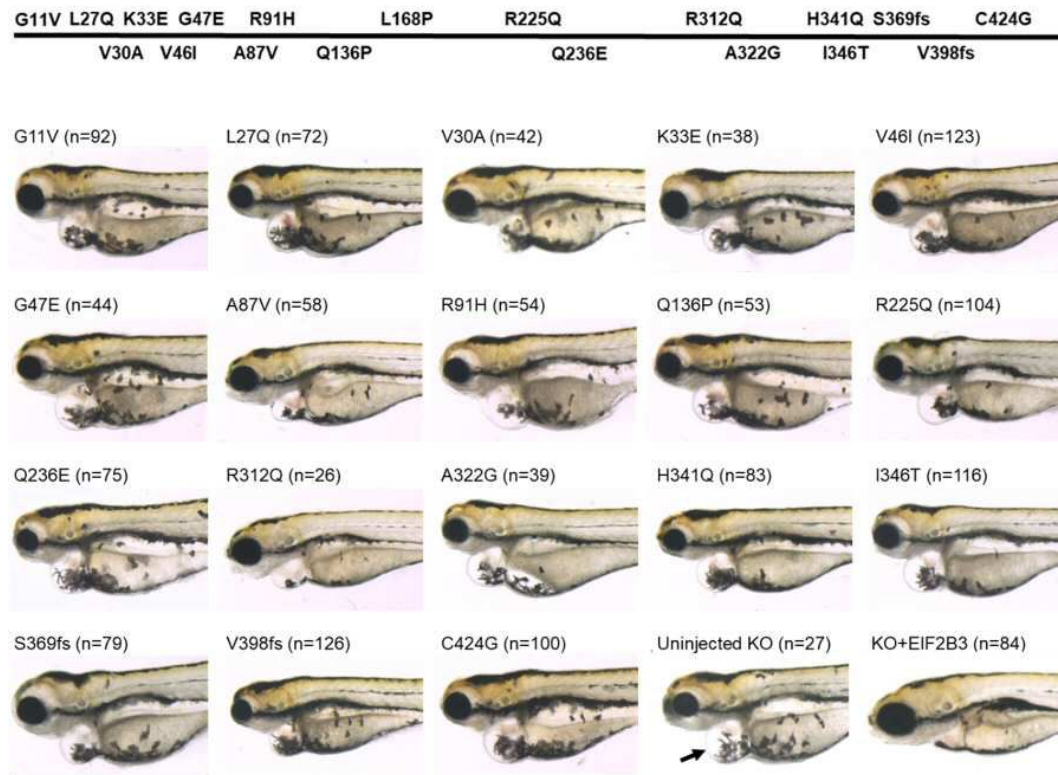 G11V L27Q K33E G47E R91H L168P R225Q R312Q H341Q S369fs C424G
V30A V46I A87V Q136P Q236E A322G I346T V398fs
G11V (n=92) L27Q (n=72) V30A (n=42) K33E (n=38) V46I (n=123)
G47E (n=44) A87V (n=58) R91H (n=54) Q136P (n=53) R225Q (n=104)
Q236E (n=75) R312Q (n=26) A322G (n=39) H341Q (n=83) I346T (n=116)
S369fs (n=79) V398fs (n=126) C424G (n=100) Uninjected KO (n=27) KO+EIF2B3 (n=84)